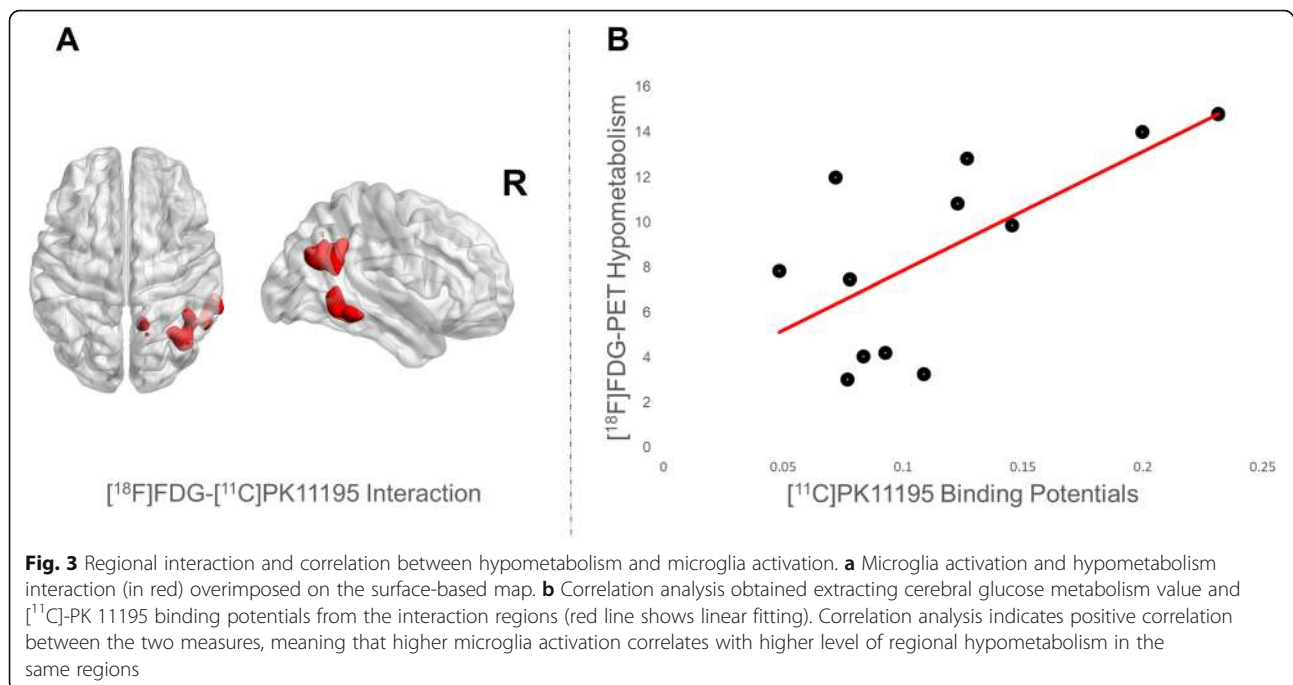 A
R
[¹⁸F]FDG-[¹¹C]PK11195 Interaction
B
[¹⁸F]FDG-PET Hypometabolism
16
14
12
10
8
6
4
2
0
0
0.05
0.1
0.15
0.2
0.25
[¹¹C]PK11195 Binding Potentials
Fig. 3 Regional interaction and correlation between hypometabolism and microglia activation. a Microglia activation and hypometabolism
interaction (in red) overimposed on the surface-based map. b Correlation analysis obtained extracting cerebral glucose metabolism value and
[¹¹C]-PK 11195 binding potentials from the interaction regions (red line shows linear fitting). Correlation analysis indicates positive correlation
between the two measures, meaning that higher microglia activation correlates with higher level of regional hypometabolism in the
same regions